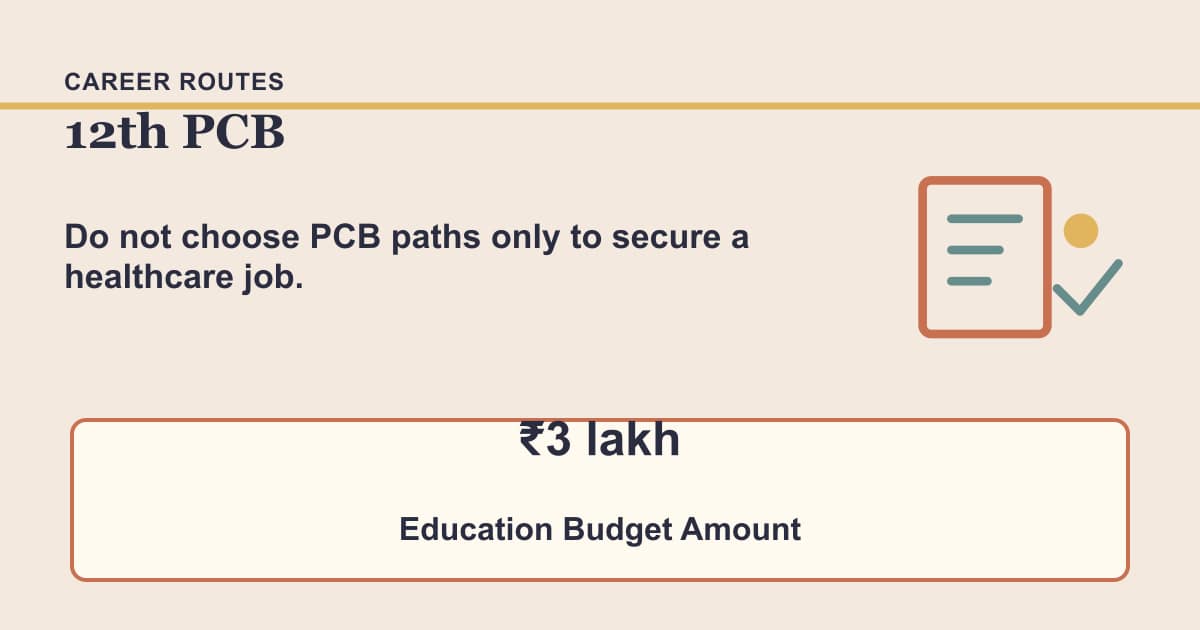 CAREER ROUTES
12th PCB
Do not choose PCB paths only to secure a
healthcare job.
₹3 lakh
Education Budget Amount